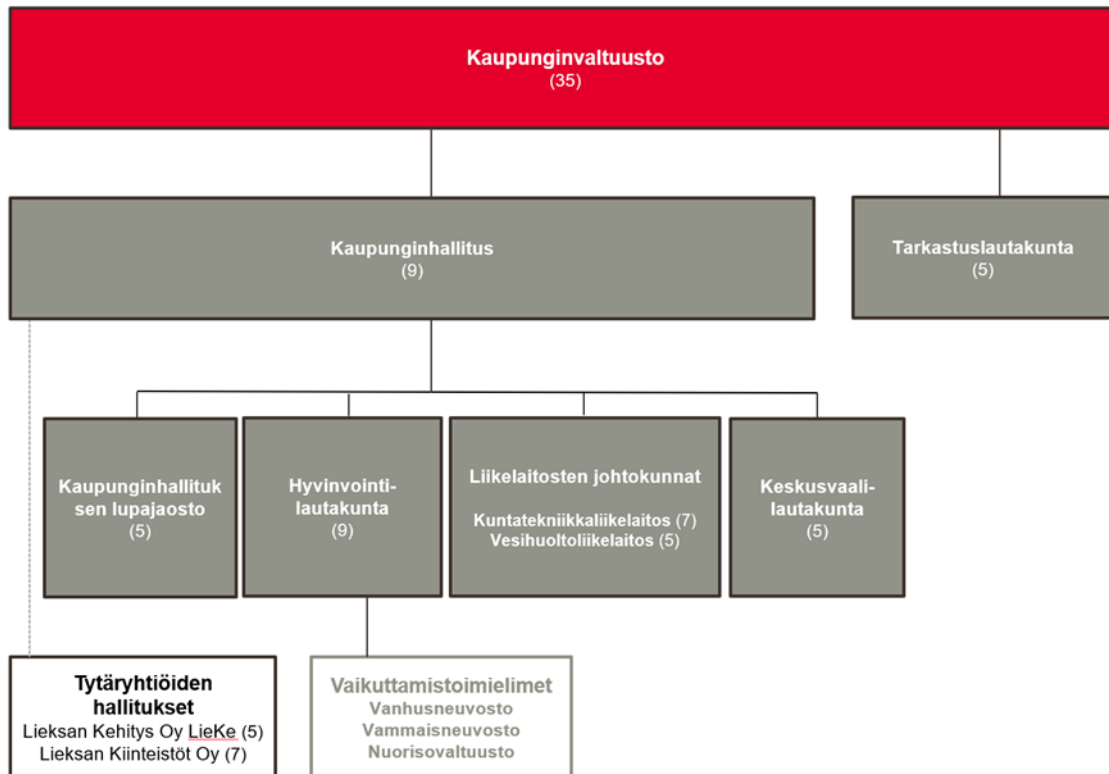 Kaupunginvaltuusto
(35)
Kaupunginhallitus
(9)
Tarkastuslautakunta
(5)
Kaupunginhallituk
sen lupajaosto
(5)
Hyvinvointi-
lautakunta
(9)
Liikelaitosten johtokunnat
Kuntatekniikkaliikelaitos (7)
Vesihuoltoliikelaitos (5)
Keskusvaali-
lautakunta
(5)
Tytäryhtiöiden
hallitukset
Lieksan Kehitys Oy LieKe (5)
Lieksan Kiinteistöt Oy (7)
Vaikuttamistoimielimet
Vanhusneuvosto
Vammaisneuvosto
Nuorisovaltuusto